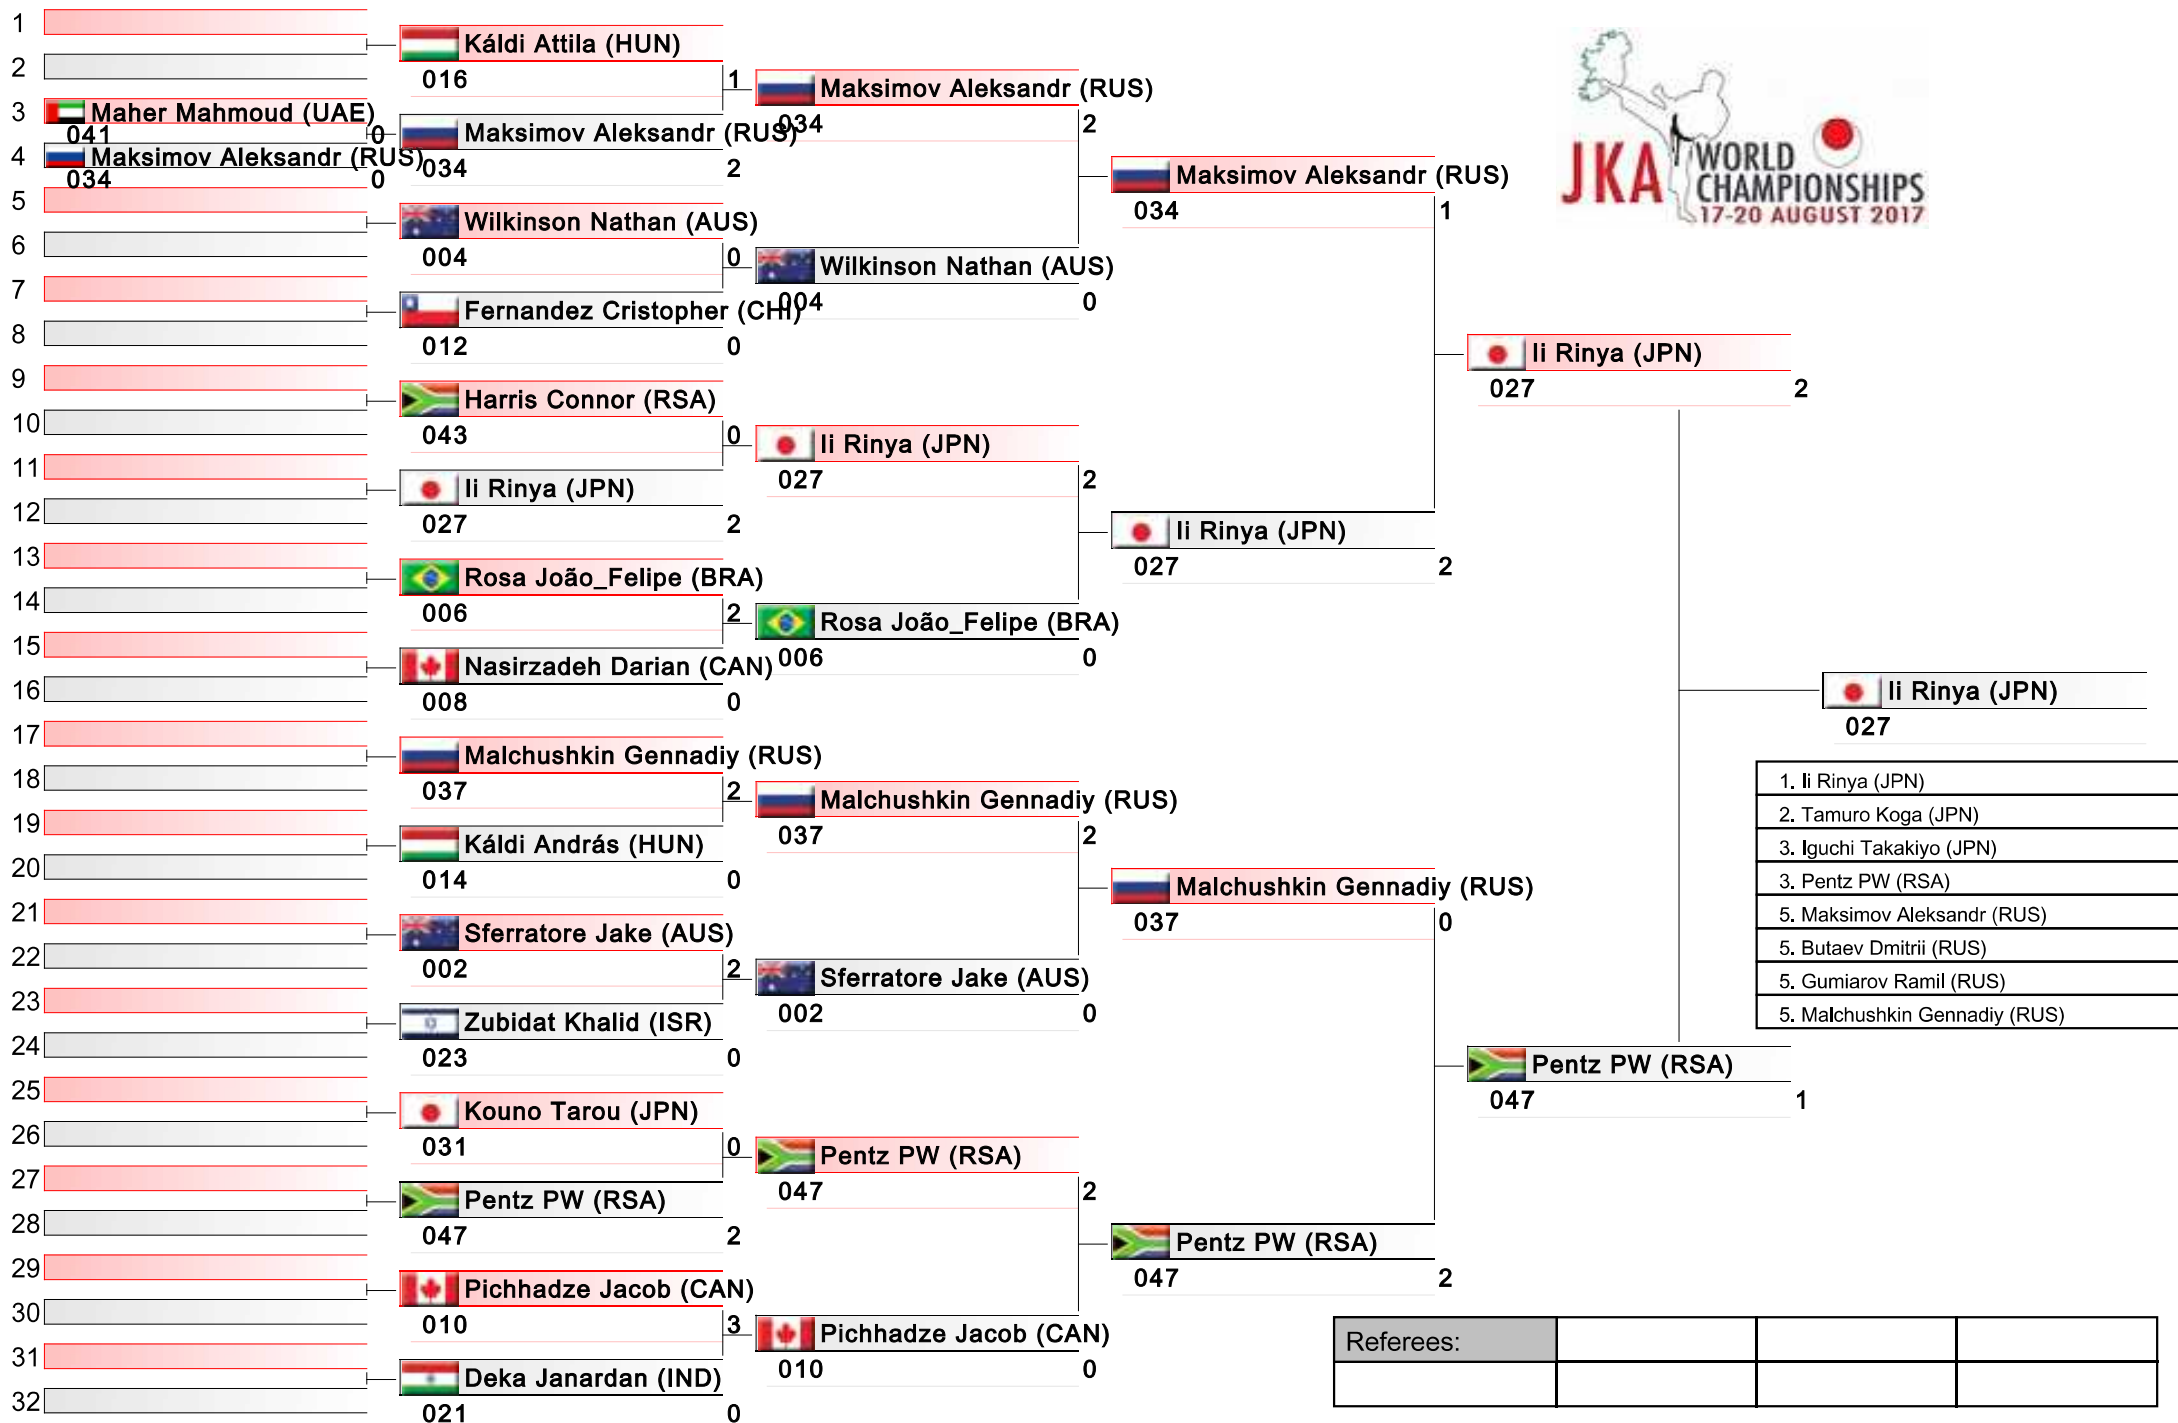 1
2
3
4
5
6
7
8
9
10
11
12
13
14
15
16
17
18
19
20
21
22
23
24
25
26
27
28
29
30
31
32
Maher Mahmoud (UAE)
041 0
Maksimov Aleksandr (RUS)
034 0
Káldi Attila (HUN)
016 1
Maksimov Aleksandr (RUS)
034 2
Wilkinson Nathan (AUS)
004 0
Fernandez Cristopher (CHI)
012 0
Harris Connor (RSA)
043 0
Ii Rinya (JPN)
027 2
Rosa João_Felipe (BRA)
006 2
Nasirzadeh Darian (CAN)
008 0
Malchushkin Gennadiy (RUS)
037 2
Káldi András (HUN)
014 0
Sferratore Jake (AUS)
002 2
Zubidat Khalid (ISR)
023 0
Kouno Tarou (JPN)
031 0
Pentz PW (RSA)
047 2
Pichhadze Jacob (CAN)
010 3
Deka Janardan (IND)
021 0
Maksimov Aleksandr (RUS)
034 2
Wilkinson Nathan (AUS)
004 0
Ii Rinya (JPN)
027 2
Rosa João_Felipe (BRA)
006 0
Malchushkin Gennadiy (RUS)
037 2
Sferratore Jake (AUS)
002 0
Pentz PW (RSA)
047 2
Pichhadze Jacob (CAN)
010 0
Maksimov Aleksandr (RUS)
034 1
Ii Rinya (JPN)
027 2
Malchushkin Gennadiy (RUS)
037 0
Pentz PW (RSA)
047 2
Ii Rinya (JPN)
027 2
Pentz PW (RSA)
047 1
Ii Rinya (JPN)
027
JKA WORLD
CHAMPIONSHIPS
17-20 AUGUST 2017
1. Ii Rinya (JPN)
2. Tamuro Koga (JPN)
3. Iguchi Takakiyo (JPN)
3. Pentz PW (RSA)
5. Maksimov Aleksandr (RUS)
5. Butaev Dmitrii (RUS)
5. Gumiarov Ramil (RUS)
5. Malchushkin Gennadiy (RUS)
Referees: